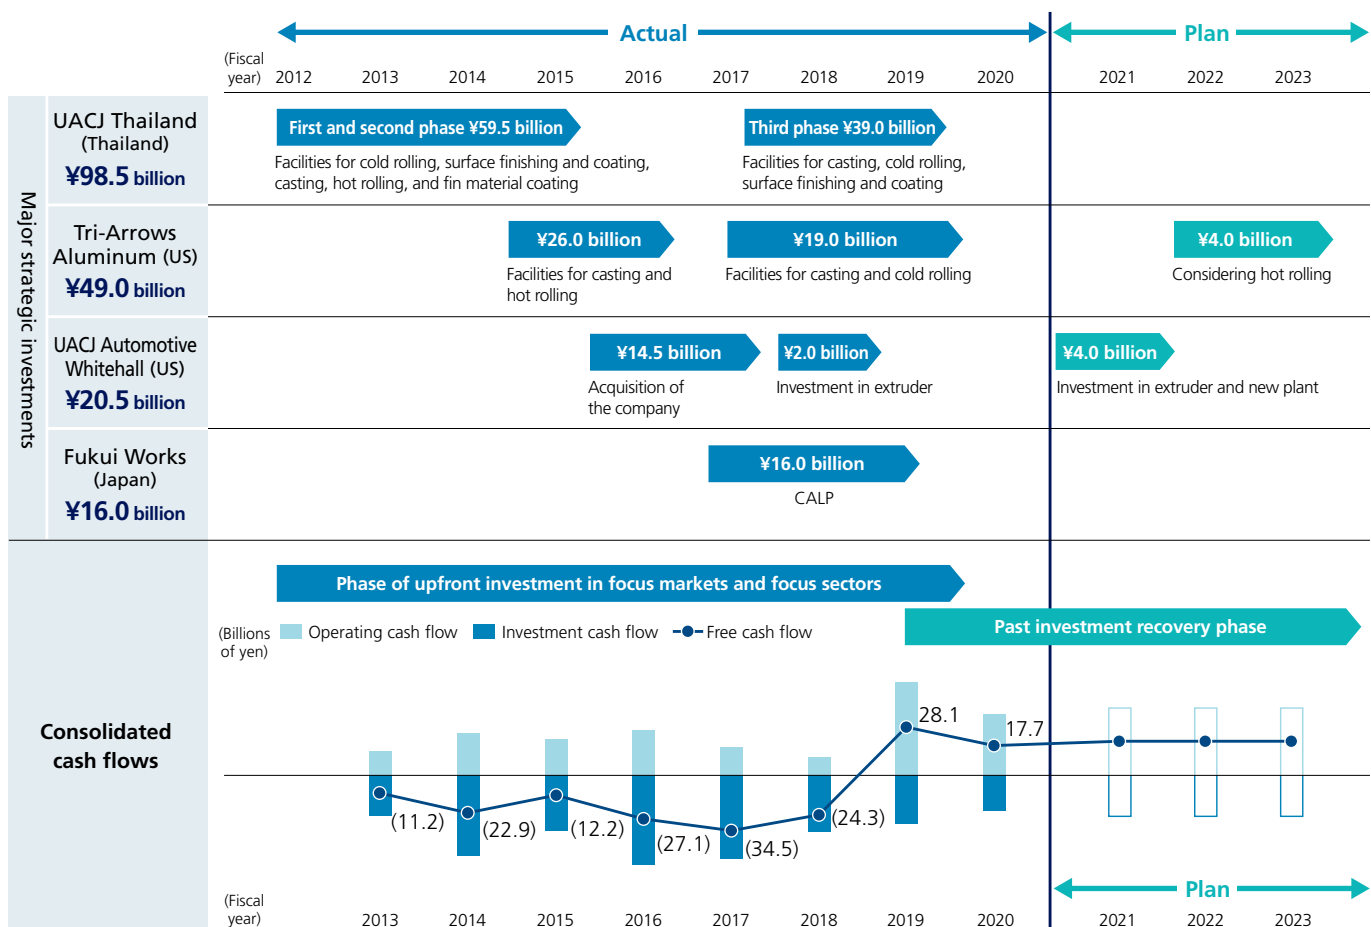 Actual
Plan
(Fiscal
year)
2012
2013
2014
2015
2016
2017
2018
2019
2020
2021
2022
2023
Major strategic investments
UACJ Thailand
(Thailand)
¥98.5 billion
First and second phase ¥59.5 billion
Facilities for cold rolling, surface finishing and coating,
casting, hot rolling, and fin material coating
Third phase ¥39.0 billion
Facilities for casting, cold rolling,
surface finishing and coating
Tri-Arrows
Aluminum (US)
¥49.0 billion
¥26.0 billion
Facilities for casting and
hot rolling
¥19.0 billion
Facilities for casting and cold rolling
¥4.0 billion
Considering hot rolling
UACJ Automotive
Whitehall (US)
¥20.5 billion
¥14.5 billion
Acquisition of
the company
¥2.0 billion
Investment in extruder
¥4.0 billion
Investment in extruder and new plant
Fukui Works
(Japan)
¥16.0 billion
¥16.0 billion
CALP
Consolidated
cash flows
Phase of upfront investment in focus markets and focus sectors
Past investment recovery phase
(Billions
of yen)
Operating cash flow
Investment cash flow
Free cash flow
(11.2)
(22.9)
(12.2)
(27.1)
(34.5)
(24.3)
28.1
17.7
Plan
(Fiscal
year)
2013
2014
2015
2016
2017
2018
2019
2020
2021
2022
2023